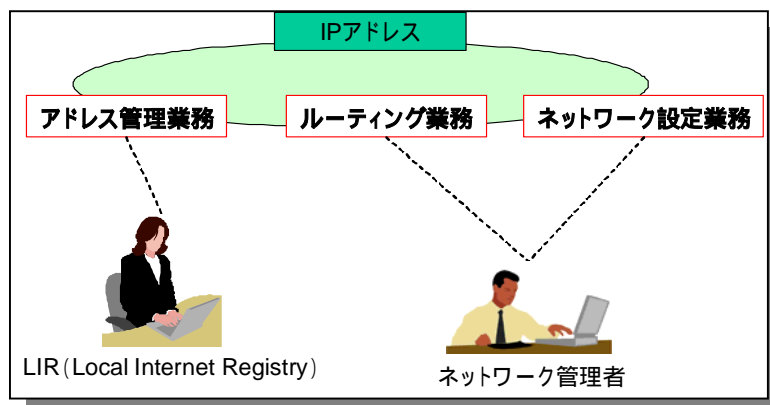 IPアドレス
アドレス管理業務
ルーティング業務
ネットワーク設定業務
LIR(Local Internet Registry)
ネットワーク管理者